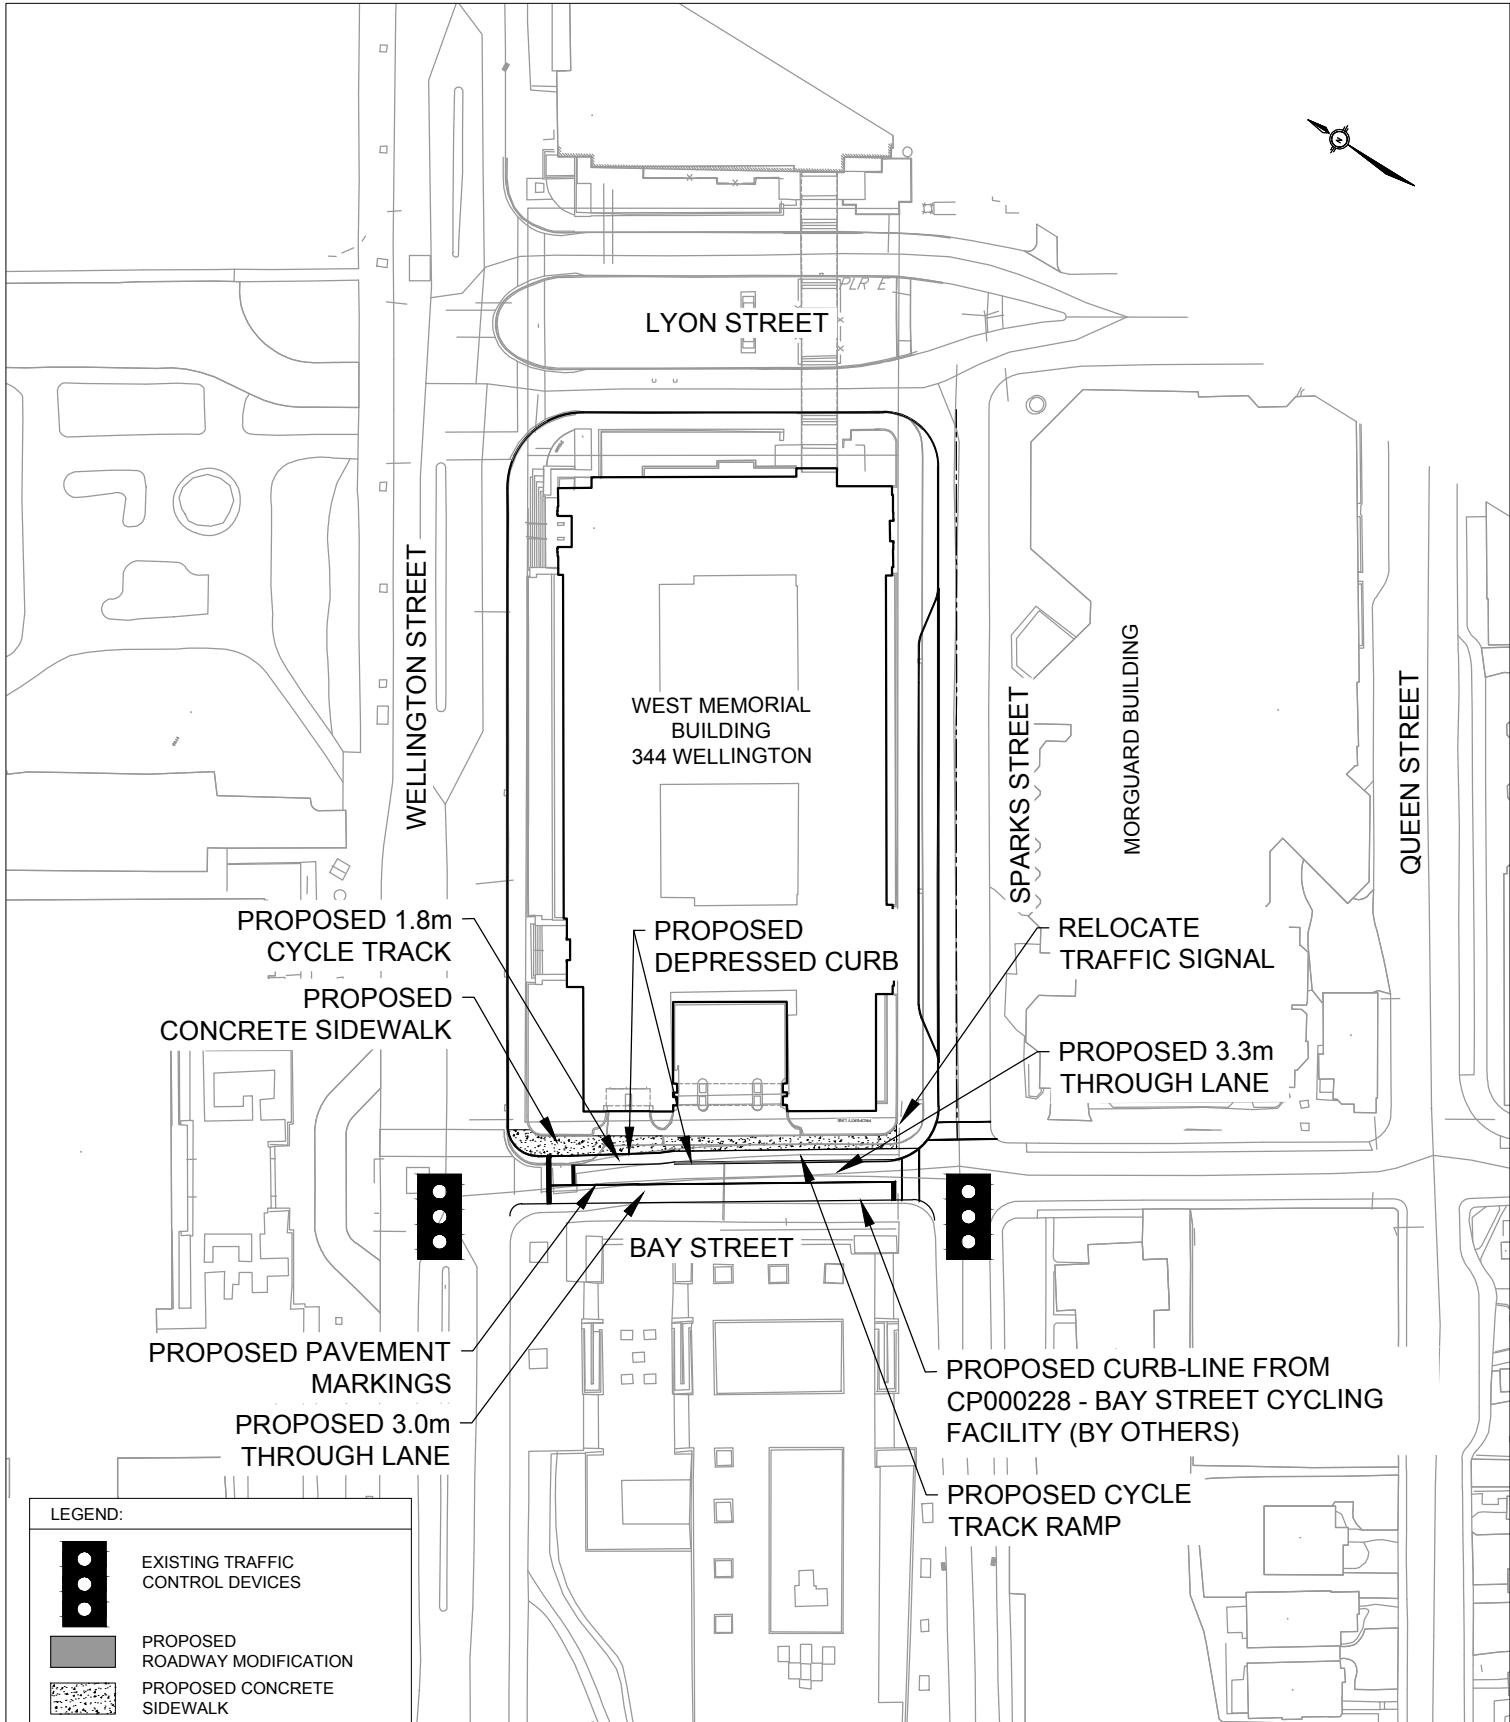 N
PLR E
LYON STREET
WELLINGTON STREET
WEST MEMORIAL
BUILDING
344 WELLINGTON
SPARKS STREET
MORGUARD BUILDING
QUEEN STREET
PROPOSED 1.8m
CYCLE TRACK
PROPOSED
CONCRETE SIDEWALK
PROPOSED
DEPRESSED CURB
RELOCATE
TRAFFIC SIGNAL
PROPOSED 3.3m
THROUGH LANE
PROPERTY LINE
BAY STREET
PROPOSED PAVEMENT
MARKINGS
PROPOSED 3.0m
THROUGH LANE
PROPOSED CURB-LINE FROM
CP000228 - BAY STREET CYCLING
FACILITY (BY OTHERS)
PROPOSED CYCLE
TRACK RAMP
LEGEND:
EXISTING TRAFFIC
CONTROL DEVICES
PROPOSED
ROADWAY MODIFICATION
PROPOSED CONCRETE
SIDEWALK